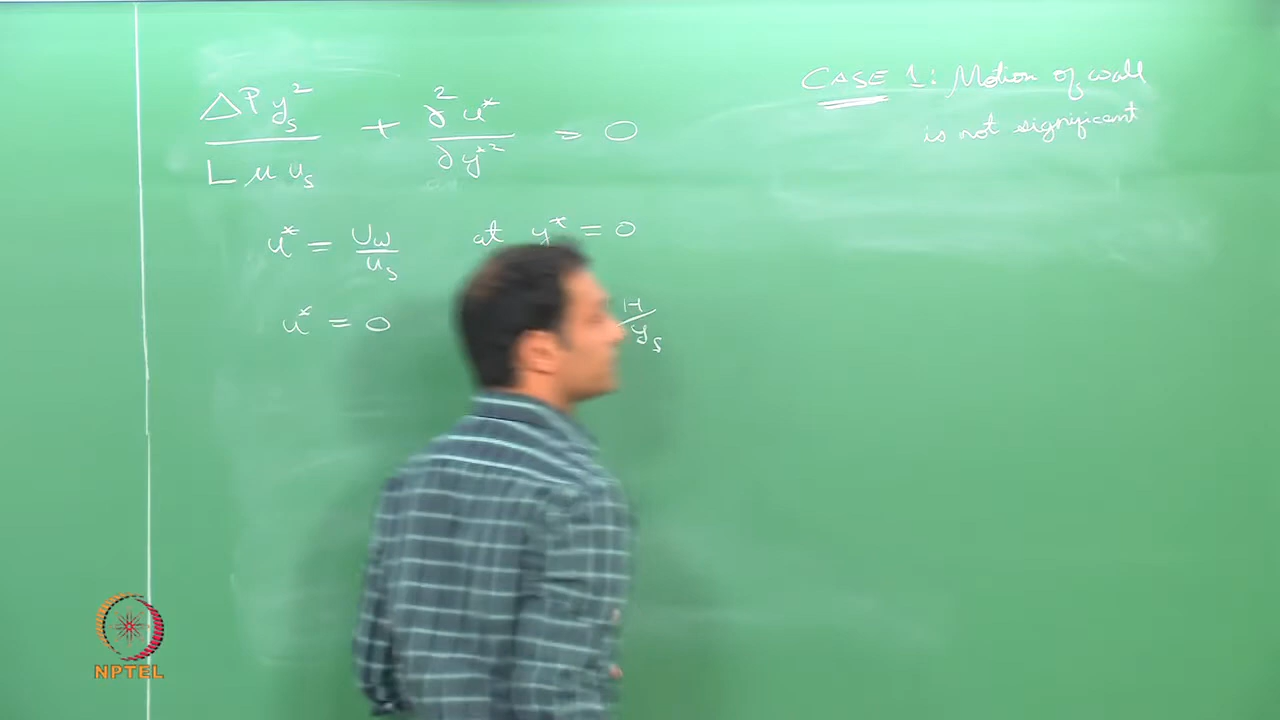 ΔP y_s^2 / L μ u_s + ∂^2 u* / ∂y*^2 = 0
u* = U_w / u_s at y* = 0
u* = 0 H / y_s
CASE 1: Motion of wall
is not significant
NPTEL